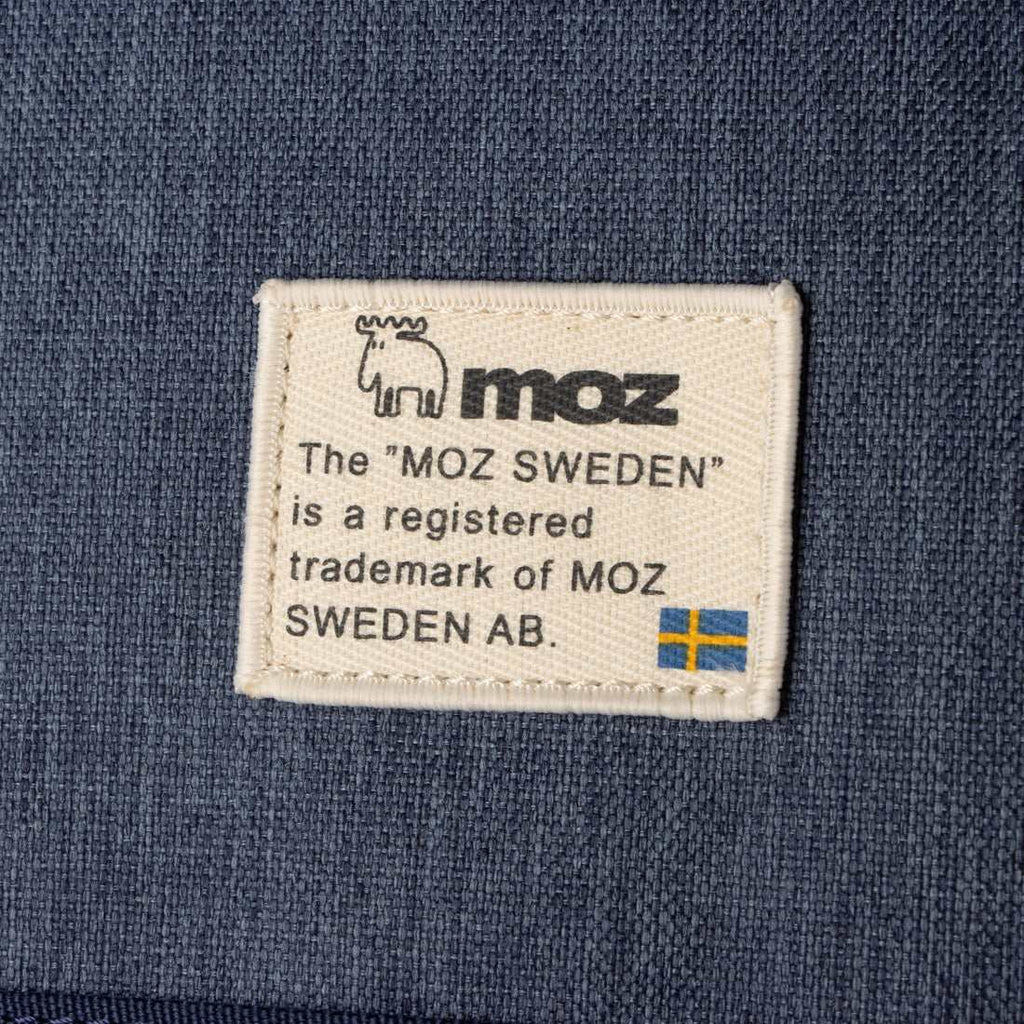 moz
The "MOZ SWEDEN"
is a registered
trademark of MOZ
SWEDEN AB.